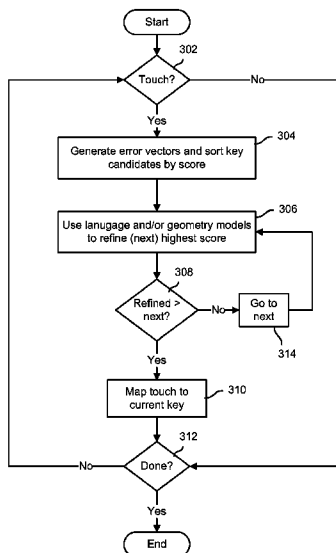 Start
302
Touch?
No
Yes
304
Generate error vectors and sort key
candidates by score
306
Use lanugage and/or geometry models
to refine (next) highest score
308
Refined >
next?
No
Go to
next
314
Yes
Map touch to
current key
310
312
Done?
No
Yes
End